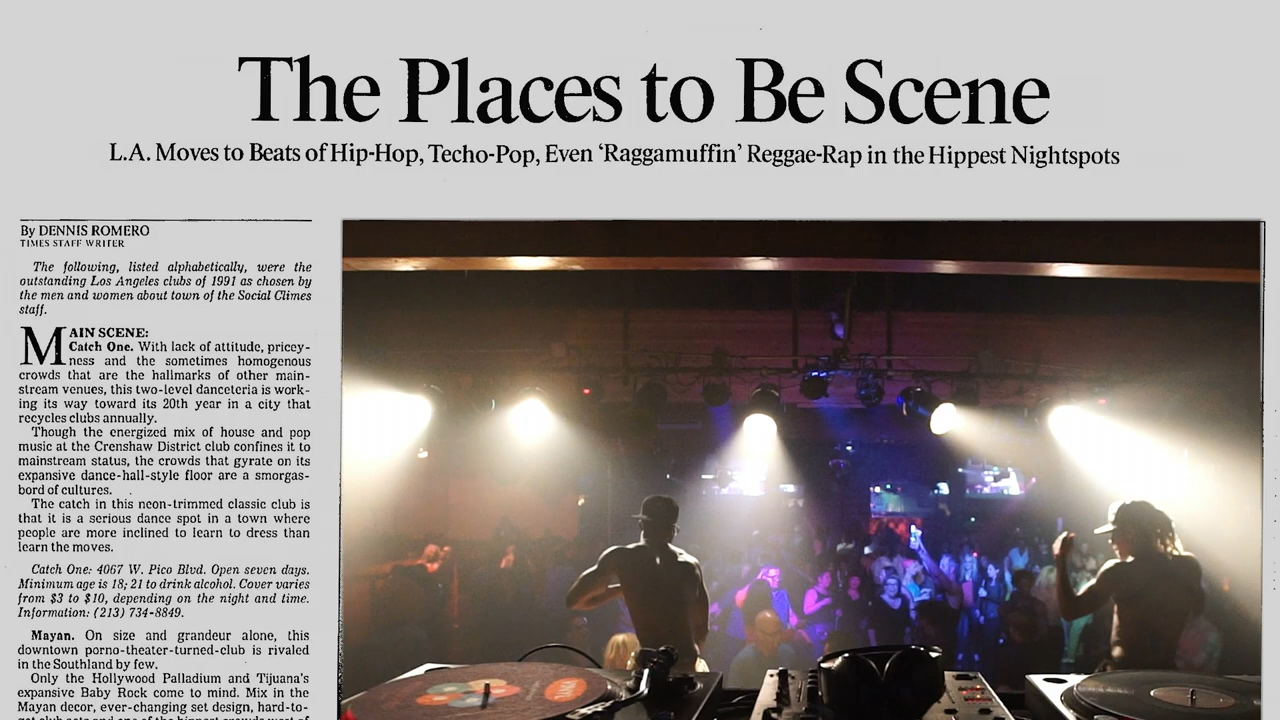 The Places to Be Scene
L.A. Moves to Beats of Hip-Hop, Techo-Pop, Even ‘Raggamuffin’ Reggae-Rap in the Hippest Nightspots
By DENNIS ROMERO
TIMES STAFF WRITER
The following, listed alphabetically, were the
outstanding Los Angeles clubs of 1991 as chosen by
the men and women about town of the Social Climes
staff.
MAIN SCENE:
Catch One. With lack of attitude, pricey-
ness and the sometimes homogenous
crowds that are the hallmarks of other main-
stream venues, this two-level danceteria is work-
ing its way toward its 20th year in a city that
recycles clubs annually.
Though the energized mix of house and pop
music at the Crenshaw District club confines it to
mainstream status, the crowds that gyrate on its
expansive dance-hall-style floor are a smorgas-
bord of cultures.
The catch in this neon-trimmed classic club is
that it is a serious dance spot in a town where
people are more inclined to learn to dress than
learn the moves.
Catch One: 4067 W. Pico Blvd. Open seven days.
Minimum age is 18; 21 to drink alcohol. Cover varies
from $3 to $10, depending on the night and time.
Information: (213) 734-8849.
Mayan. On size and grandeur alone, this
downtown porno-theater-turned-club is rivaled
in the Southland by few.
Only the Hollywood Palladium and Tijuana's
expansive Baby Rock come to mind. Mix in the
Mayan decor, ever-changing set design, hard-to-